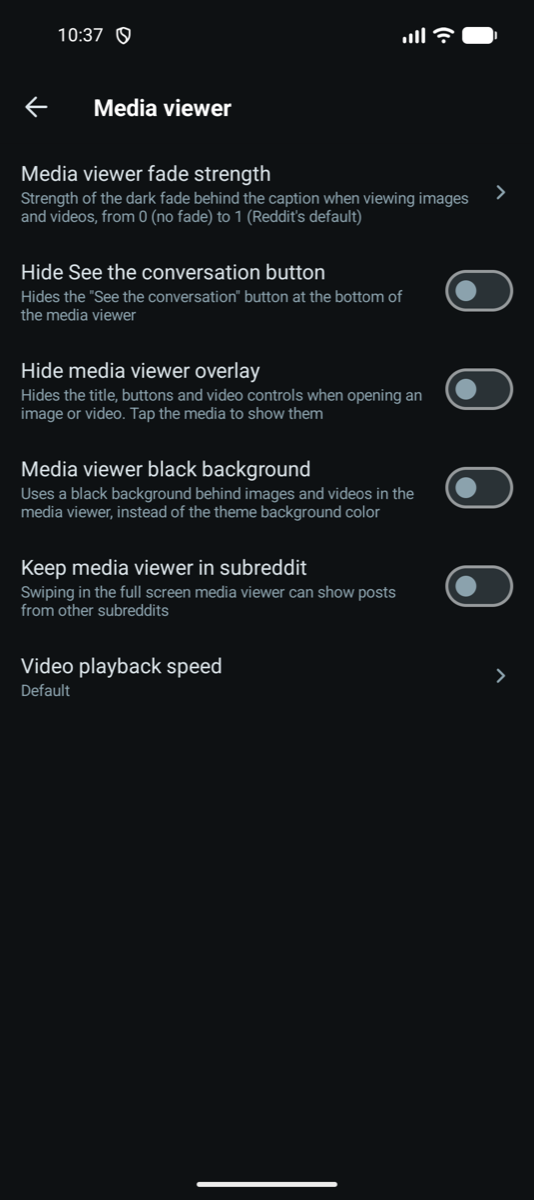 10:37
Media viewer
Media viewer fade strength
Strength of the dark fade behind the caption when viewing images
and videos, from 0 (no fade) to 1 (Reddit's default)
Hide See the conversation button
Hides the "See the conversation" button at the bottom of
the media viewer
Hide media viewer overlay
Hides the title, buttons and video controls when opening an
image or video. Tap the media to show them
Media viewer black background
Uses a black background behind images and videos in the
media viewer, instead of the theme background color
Keep media viewer in subreddit
Swiping in the full screen media viewer can show posts
from other subreddits
Video playback speed
Default